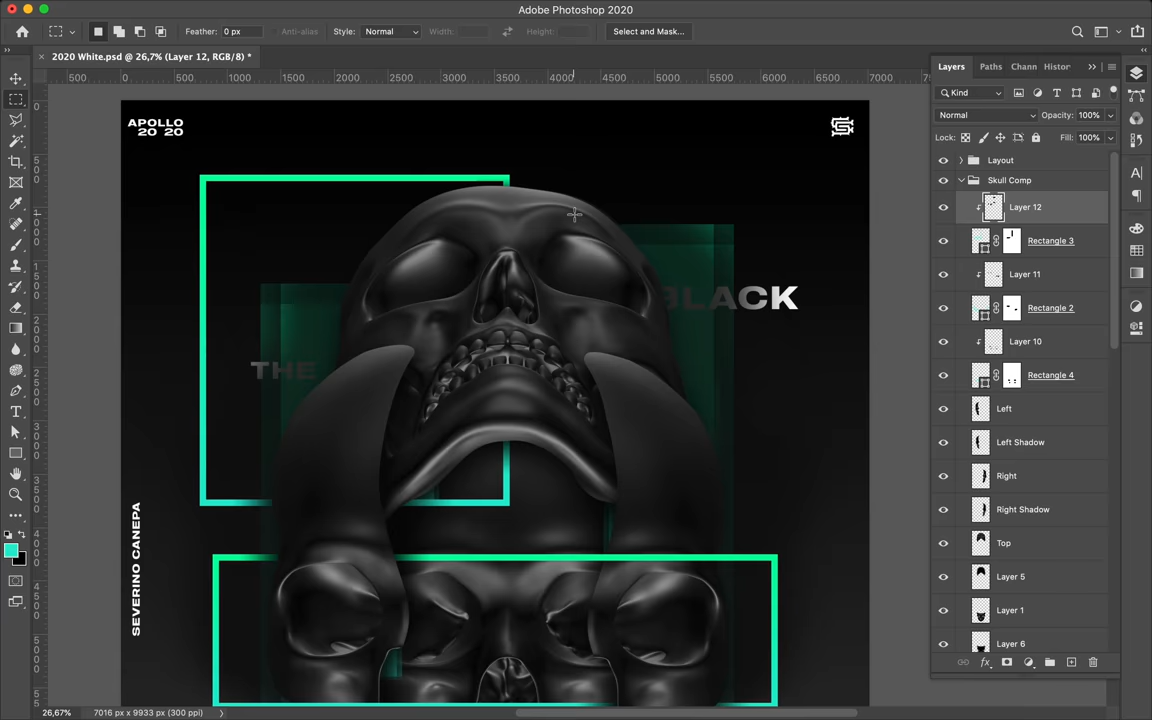 Adobe Photoshop 2020
Feather: 0 px
Anti-alias
Style: Normal
Width:
Height:
Select and Mask...
2020 White.psd @ 26,7% (Layer 12, RGB/8) *
500 0 500 1000 1500 2000 2500 3000 3500 4000 4500 5000 5500 6000 6500 7000
Layers Paths Chann Histor
Kind
Normal Opacity: 100%
Lock: Fill: 100%
Layout
Skull Comp
Layer 12
Rectangle 3
Layer 11
Rectangle 2
Layer 10
Rectangle 4
Left
Left Shadow
Right
Right Shadow
Top
Layer 5
Layer 1
Layer 6
APOLLO
20 20
BLACK
THE
SEVERINO CANEPA
26,67% 7016 px x 9933 px (300 ppi)